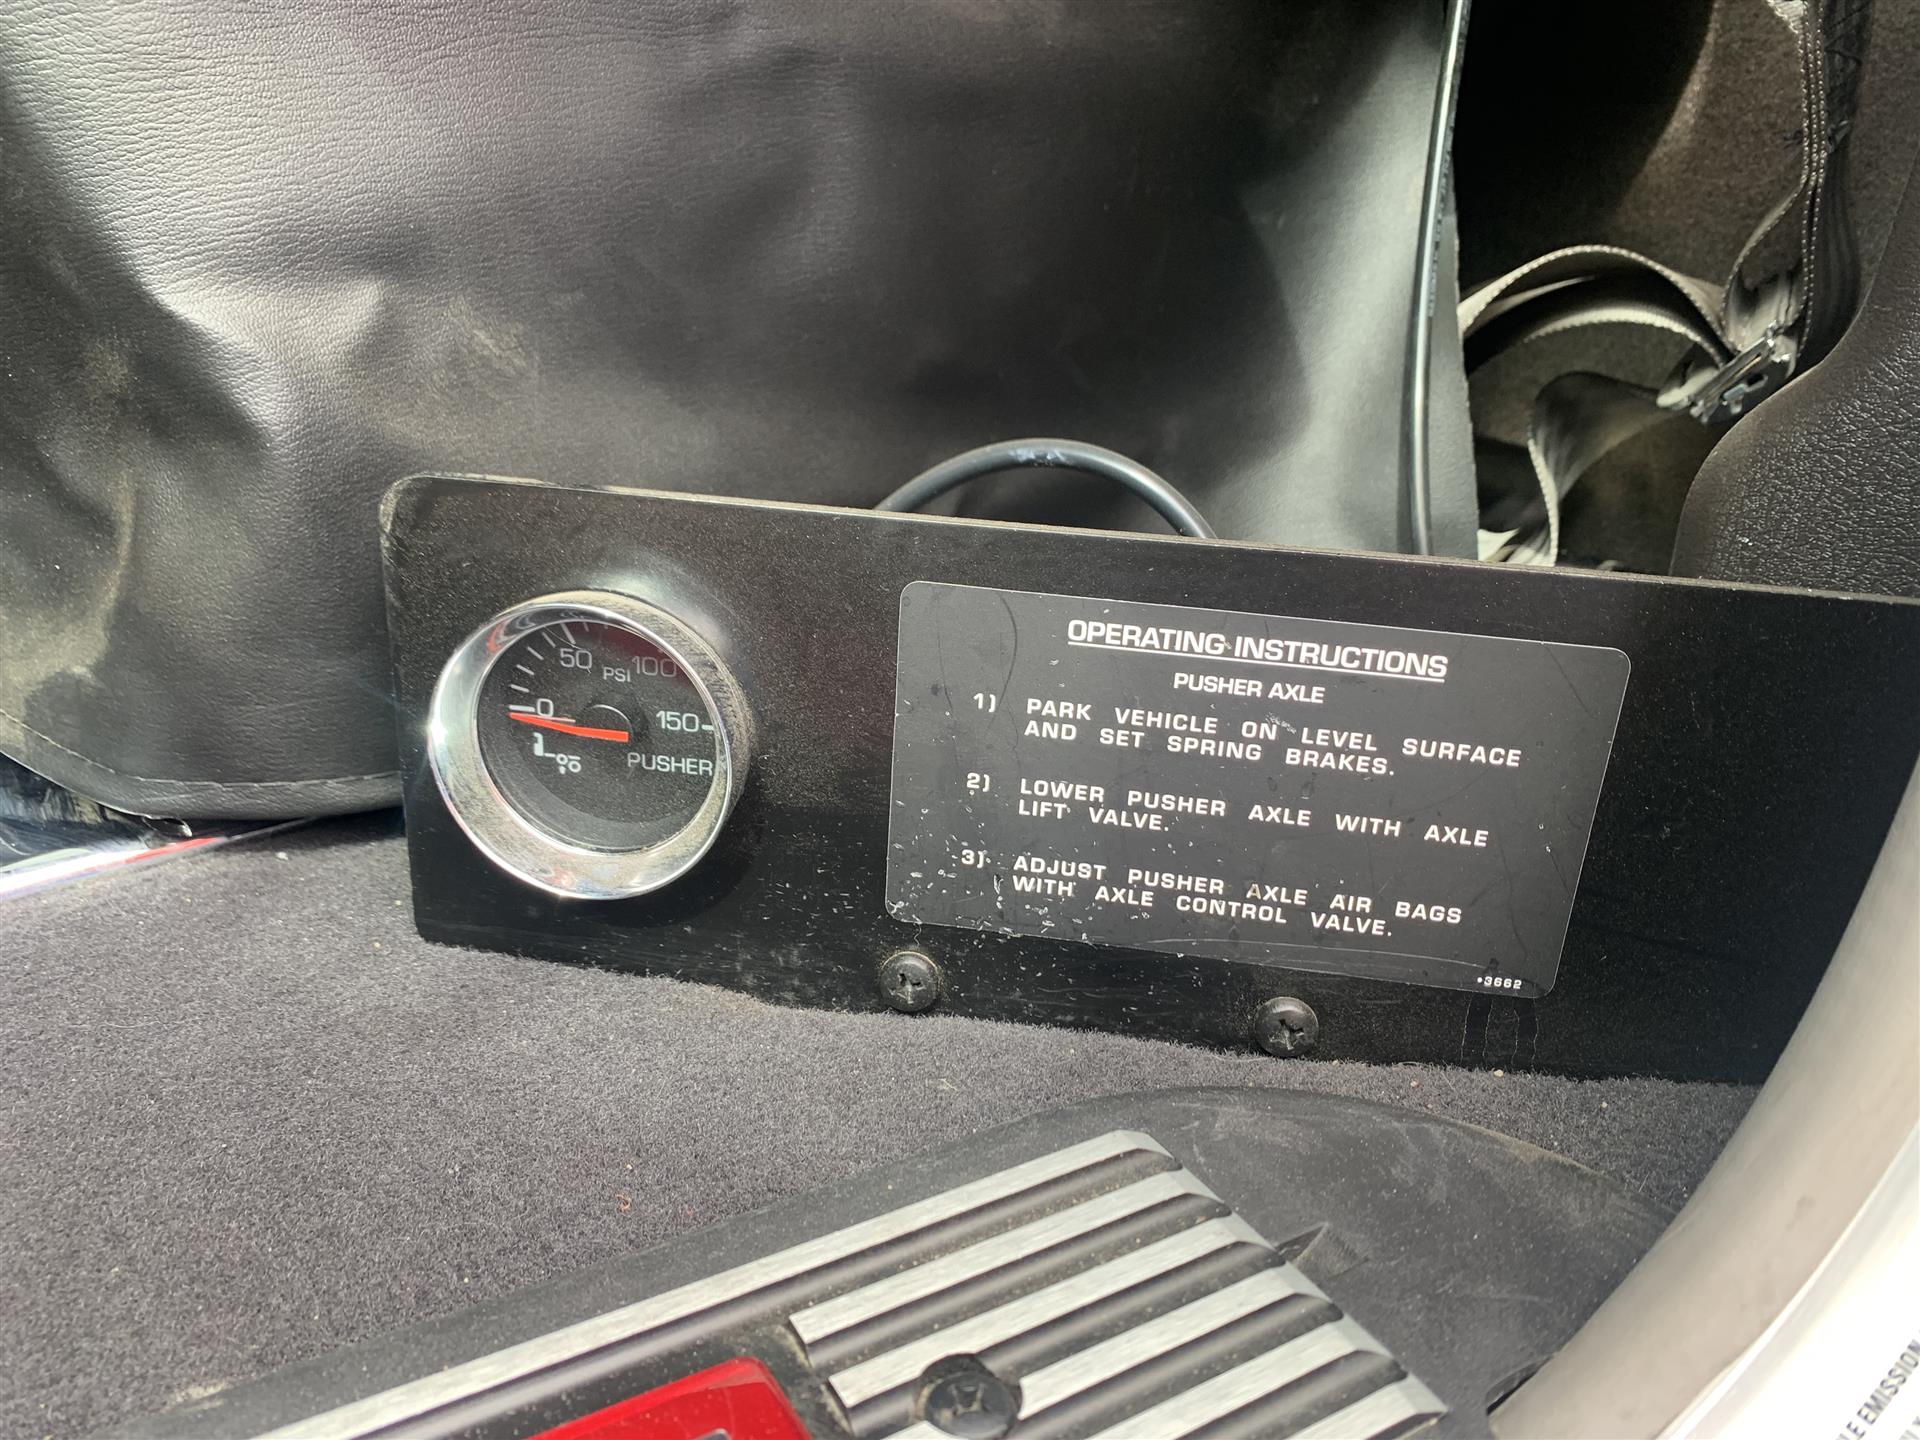 50 PSI 100
0
150
PUSHER
OPERATING INSTRUCTIONS
PUSHER AXLE
1) PARK VEHICLE ON LEVEL SURFACE
AND SET SPRING BRAKES.
2) LOWER PUSHER AXLE WITH AXLE
LIFT VALVE.
3) ADJUST PUSHER AXLE AIR BAGS
WITH AXLE CONTROL VALVE.
•3662
EMISSION